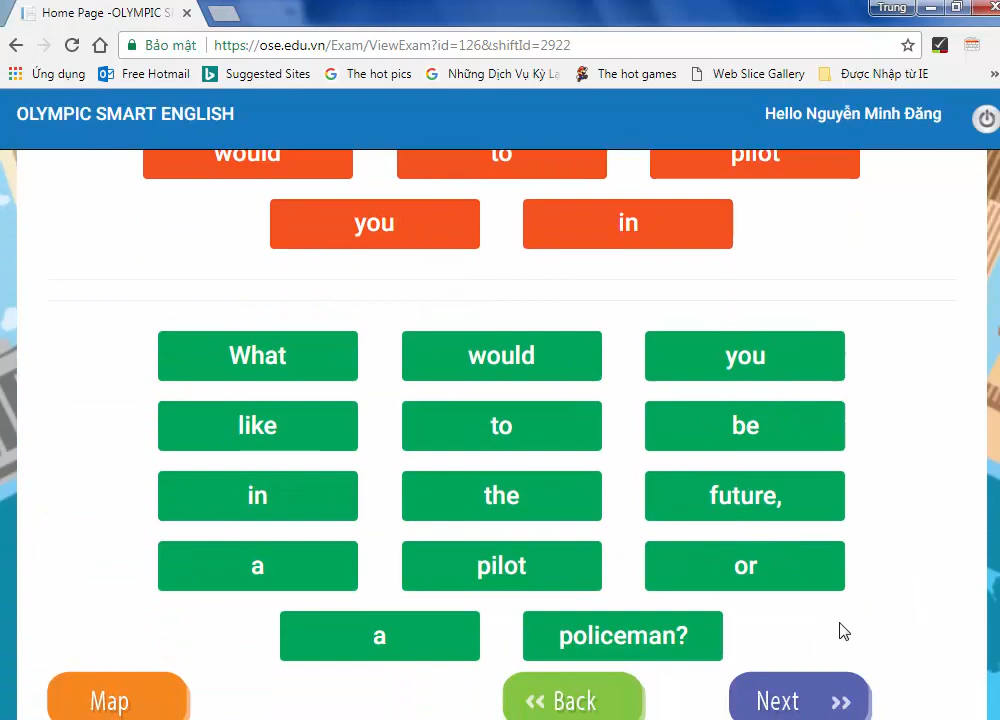 Home Page -OLYMPIC S
Trung
Bảo mật https://ose.edu.vn/Exam/ViewExam?id=126&shiftId=2922
Ứng dụng Free Hotmail Suggested Sites The hot pics Những Dịch Vụ Kỳ L The hot games Web Slice Gallery Được Nhập từ IE »
OLYMPIC SMART ENGLISH Hello Nguyễn Minh Đăng
would to pilot
you in
What would you
like to be
in the future,
a pilot or
a policeman?
Map << Back Next >>